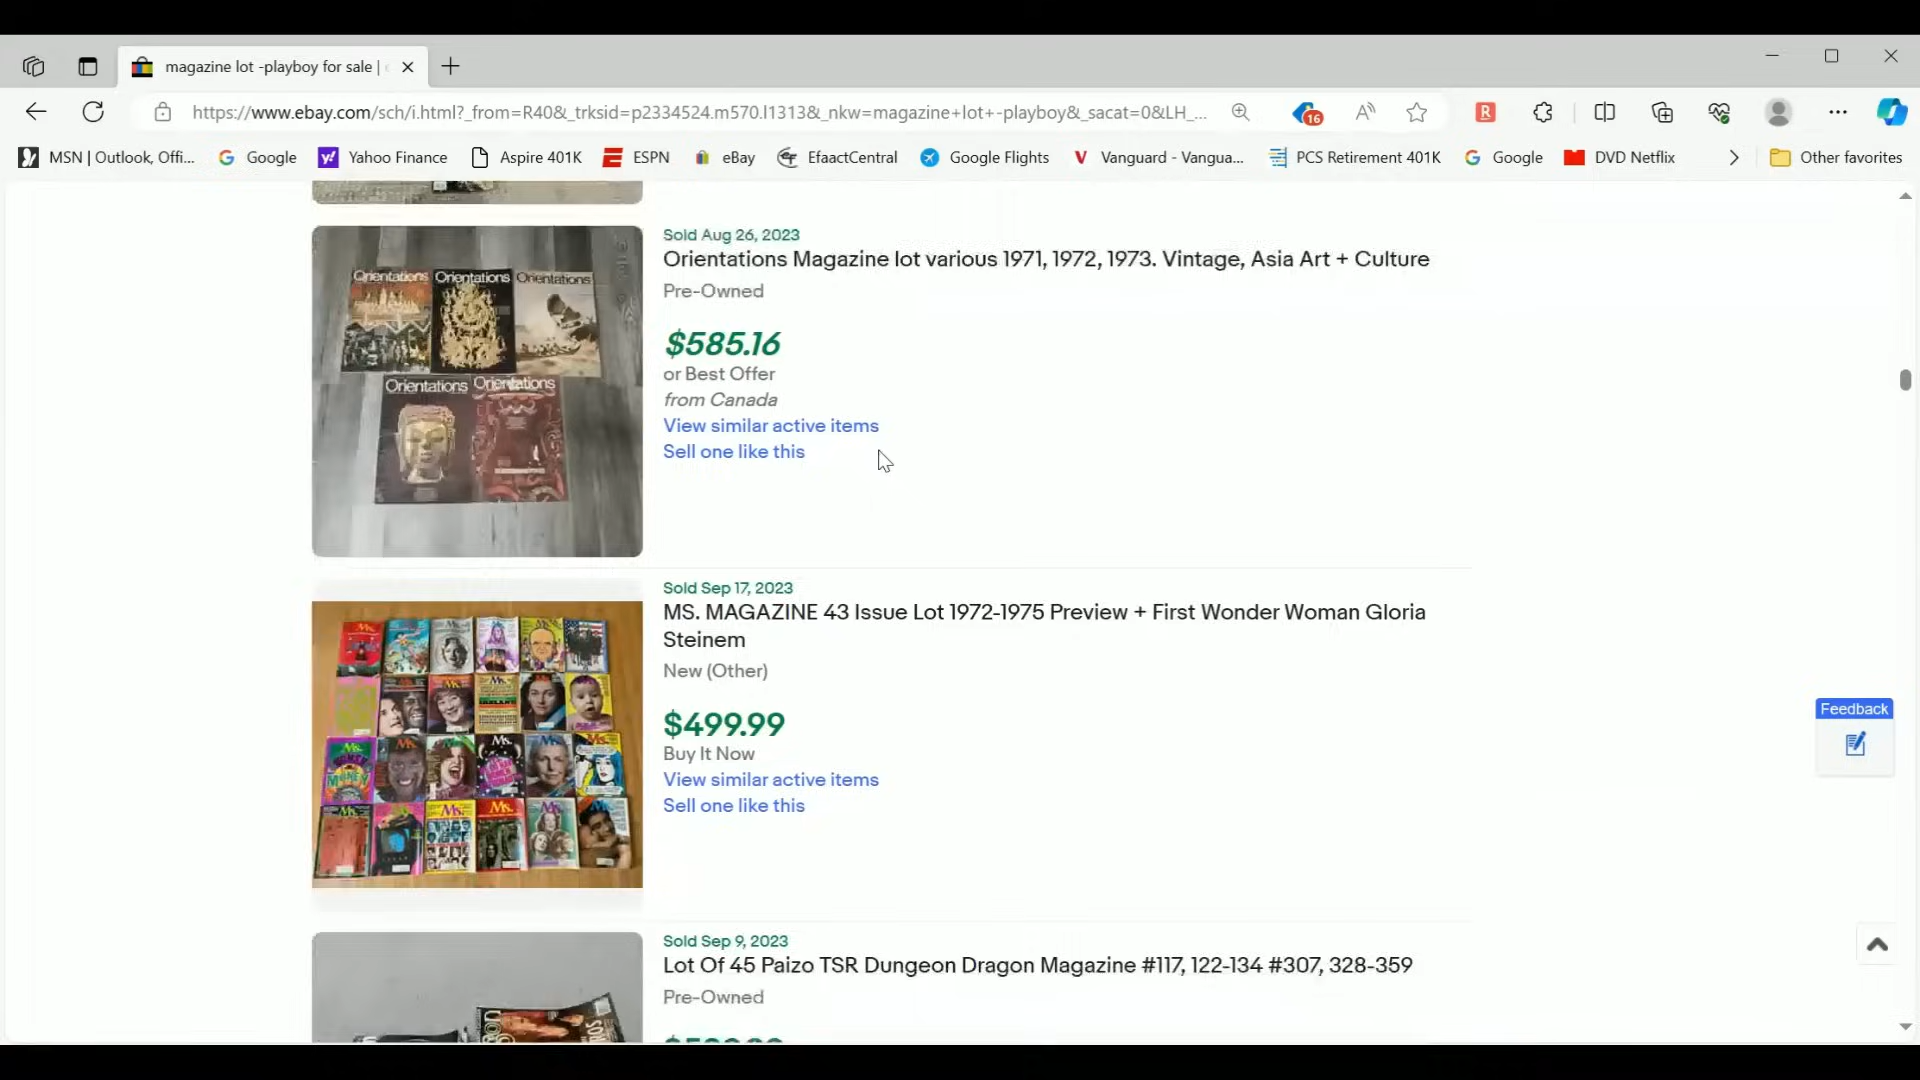 magazine lot -playboy for sale |
https://www.ebay.com/sch/i.html?_from=R40&_trksid=p2334524.m570.l1313&_nkw=magazine+lot+-playboy&_sacat=0&LH_...
16
R
MSN | Outlook, Offi...
Google
Yahoo Finance
Aspire 401K
ESPN
eBay
EfaactCentral
Google Flights
Vanguard - Vangua...
PCS Retirement 401K
Google
DVD Netflix
Other favorites
Sold Aug 26, 2023
Orientations Magazine lot various 1971, 1972, 1973. Vintage, Asia Art + Culture
Pre-Owned
$585.16
or Best Offer
from Canada
View similar active items
Sell one like this
Orientations Orientations Orientations
Orientations Orientations
Sold Sep 17, 2023
MS. MAGAZINE 43 Issue Lot 1972-1975 Preview + First Wonder Woman Gloria
Steinem
New (Other)
$499.99
Buy It Now
View similar active items
Sell one like this
Feedback
Sold Sep 9, 2023
Lot Of 45 Paizo TSR Dungeon Dragon Magazine #117, 122-134 #307, 328-359
Pre-Owned